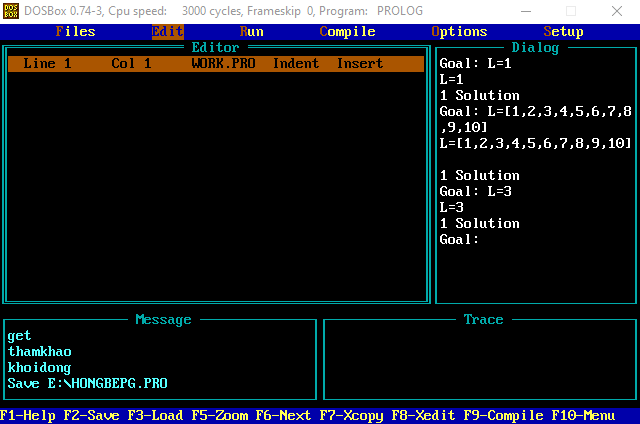 DOSBox 0.74-3, Cpu speed: 3000 cycles, Frameskip 0, Program: PROLOG
Files Edit Run Compile Options Setup
Editor
Line 1 Col 1 WORK.PRO Indent Insert
Dialog
Goal: L=1
L=1
1 Solution
Goal: L=[1,2,3,4,5,6,7,8
,9,10]
L=[1,2,3,4,5,6,7,8,9,10]
1 Solution
Goal: L=3
L=3
1 Solution
Goal:
Message
get
thamkhao
khoidong
Save E:\HONGBEPG.PRO
Trace
F1-Help F2-Save F3-Load F5-Zoom F6-Next F7-Xcopy F8-Xedit F9-Compile F10-Menu